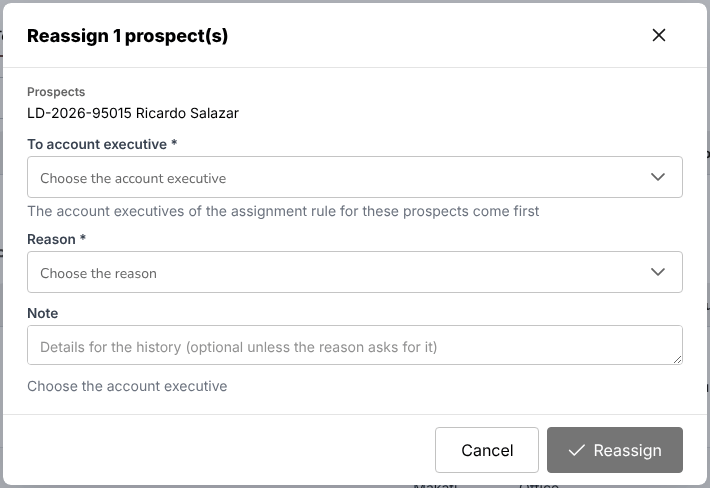 Reassign 1 prospect(s)
Prospects
LD-2026-95015 Ricardo Salazar
To account executive *
Choose the account executive
The account executives of the assignment rule for these prospects come first
Reason *
Choose the reason
Note
Details for the history (optional unless the reason asks for it)
Choose the account executive
Cancel
Reassign